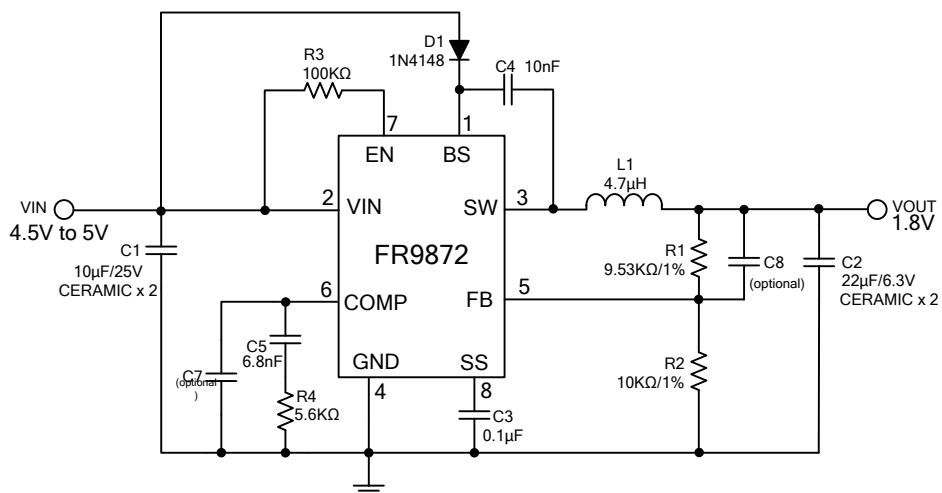 D1
1N4148
C4 10nF
R3
100KΩ
7
1
EN
BS
L1
4.7μH
VIN
4.5V to 5V
2
VIN
SW
3
VOUT
1.8V
FR9872
C1
10μF/25V
CERAMIC x 2
R1
9.53KΩ/1%
C8
(optional)
C2
22μF/6.3V
CERAMIC x 2
6
COMP
FB
5
C5
6.8nF
C7
(optional
)
GND
SS
R2
10KΩ/1%
R4
5.6KΩ
4
8
C3
0.1μF